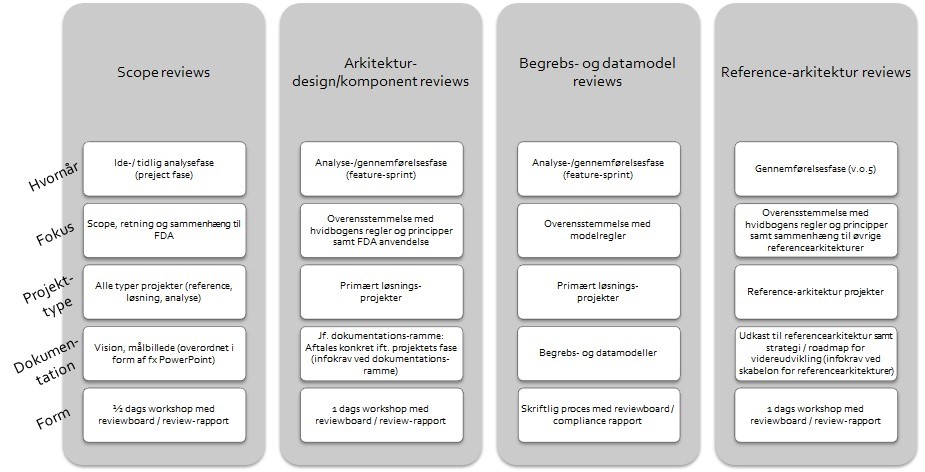 Scope reviews
Arkitektur-
design/komponent reviews
Begrebs- og datamodel
reviews
Reference-arkitektur reviews
Hvornår
Ide-/ tidlig analysefase
(preject fase)
Analyse-/gennemførelsesfase
(feature-sprint)
Analyse-/gennemførelsesfase
(feature-sprint)
Gennemførelsesfase (v.0.5)
Fokus
Scope, retning og sammenhæng til
FDA
Overensstemmelse med
hvidbogens regler og principper
samt FDA anvendelse
Overensstemmelse med
modelregler
Overensstemmelse med
hvidbogens regler og principper
samt sammenhæng til øvrige
referencearkitekturer
Projekt-
type
Alle typer projekter (reference,
løsning, analyse)
Primært løsnings-
projekter
Primært løsnings-
projekter
Reference-arkitektur projekter
Dokumen-
tation
Vision, målbillede (overordnet i
form af fx PowerPoint)
Jf. dokumentations-ramme:
Aftales konkret ift. projektets fase
(infokrav ved dokumentations-
ramme)
Begrebs- og datamodeller
Udkast til referencearkitektur samt
strategi / roadmap for
videreudvikling (infokrav ved
skabelon for referencearkitekturer)
Form
½ dags workshop med
reviewboard / review-rapport
1 dags workshop med
reviewboard / review-rapport
Skriftlig proces med reviewboard /
compliance rapport
1 dags workshop med
reviewboard / review-rapport